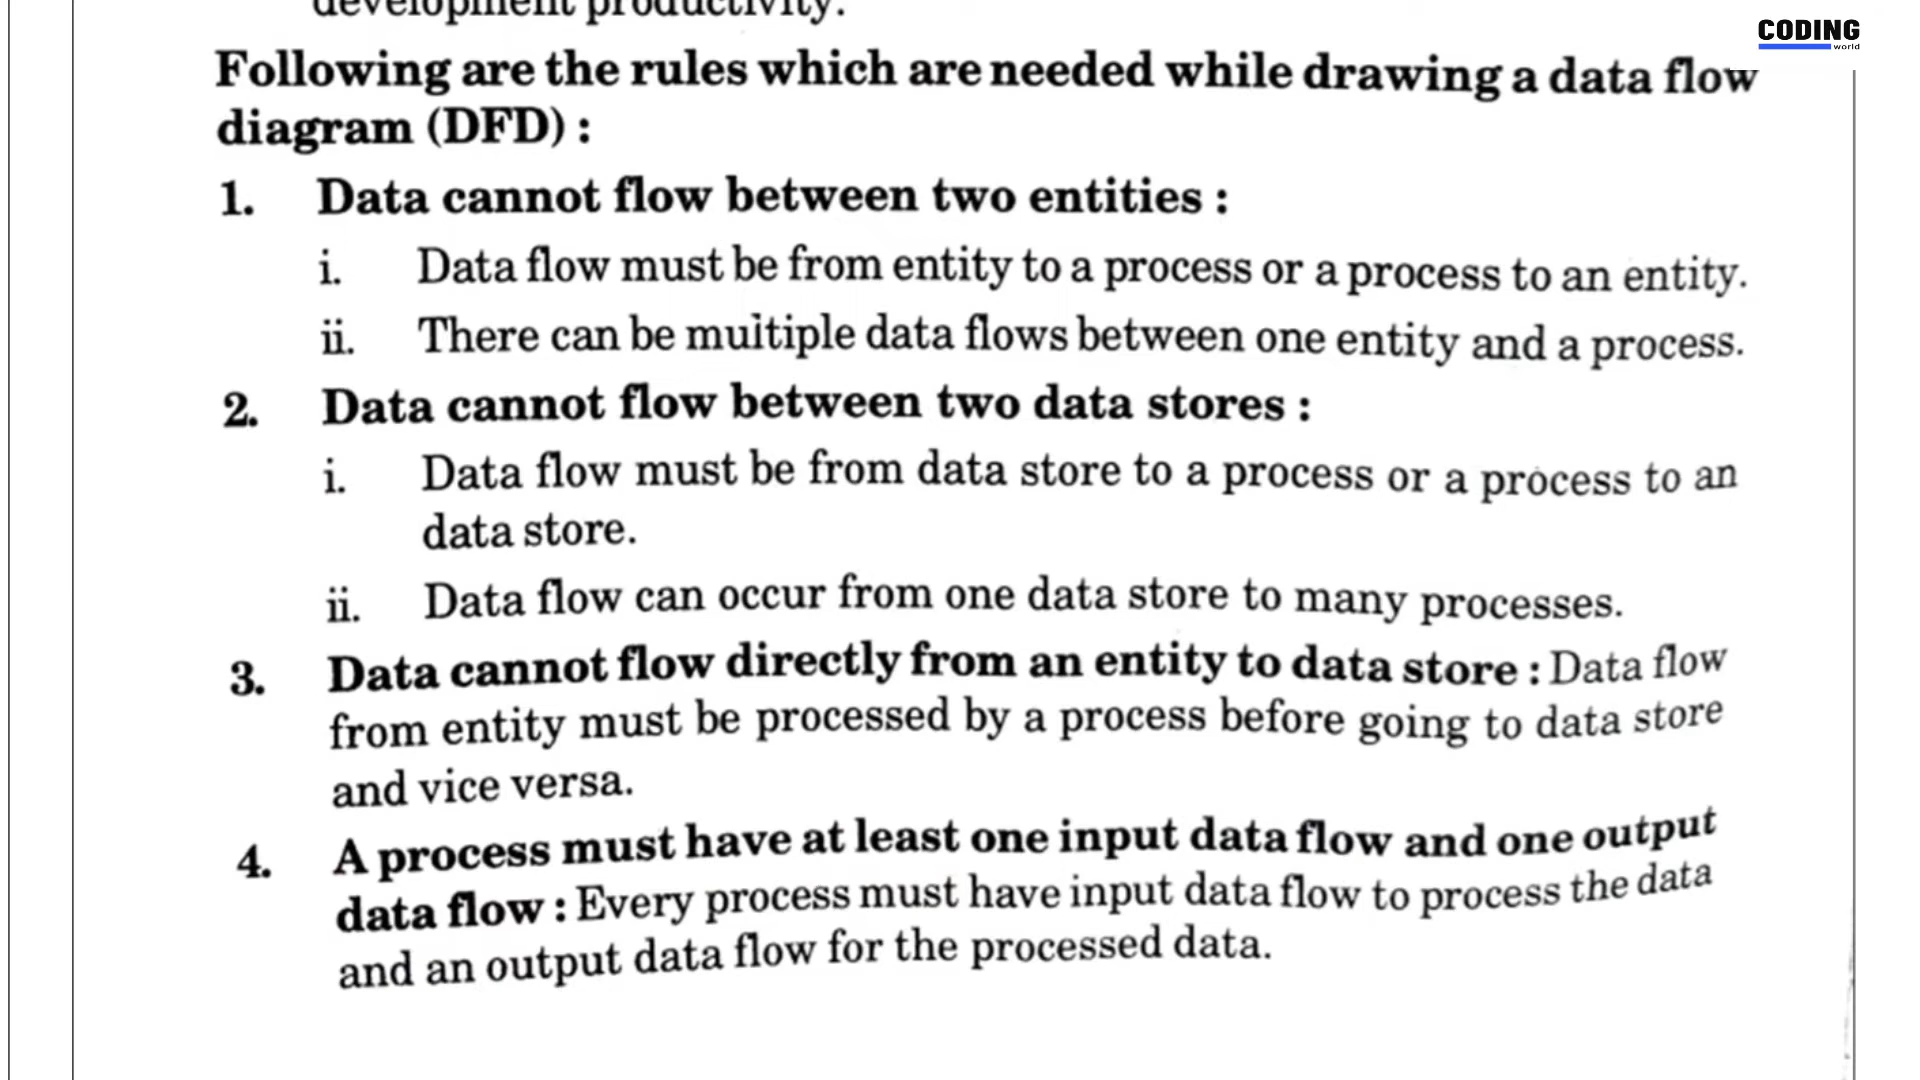 development productivity.
CODING
world
Following are the rules which are needed while drawing a data flow
diagram (DFD) :
1. Data cannot flow between two entities :
i. Data flow must be from entity to a process or a process to an entity.
ii. There can be multiple data flows between one entity and a process.
2. Data cannot flow between two data stores :
i. Data flow must be from data store to a process or a process to an
data store.
ii. Data flow can occur from one data store to many processes.
3. Data cannot flow directly from an entity to data store : Data flow
from entity must be processed by a process before going to data store
and vice versa.
4. A process must have at least one input data flow and one output
data flow : Every process must have input data flow to process the data
and an output data flow for the processed data.